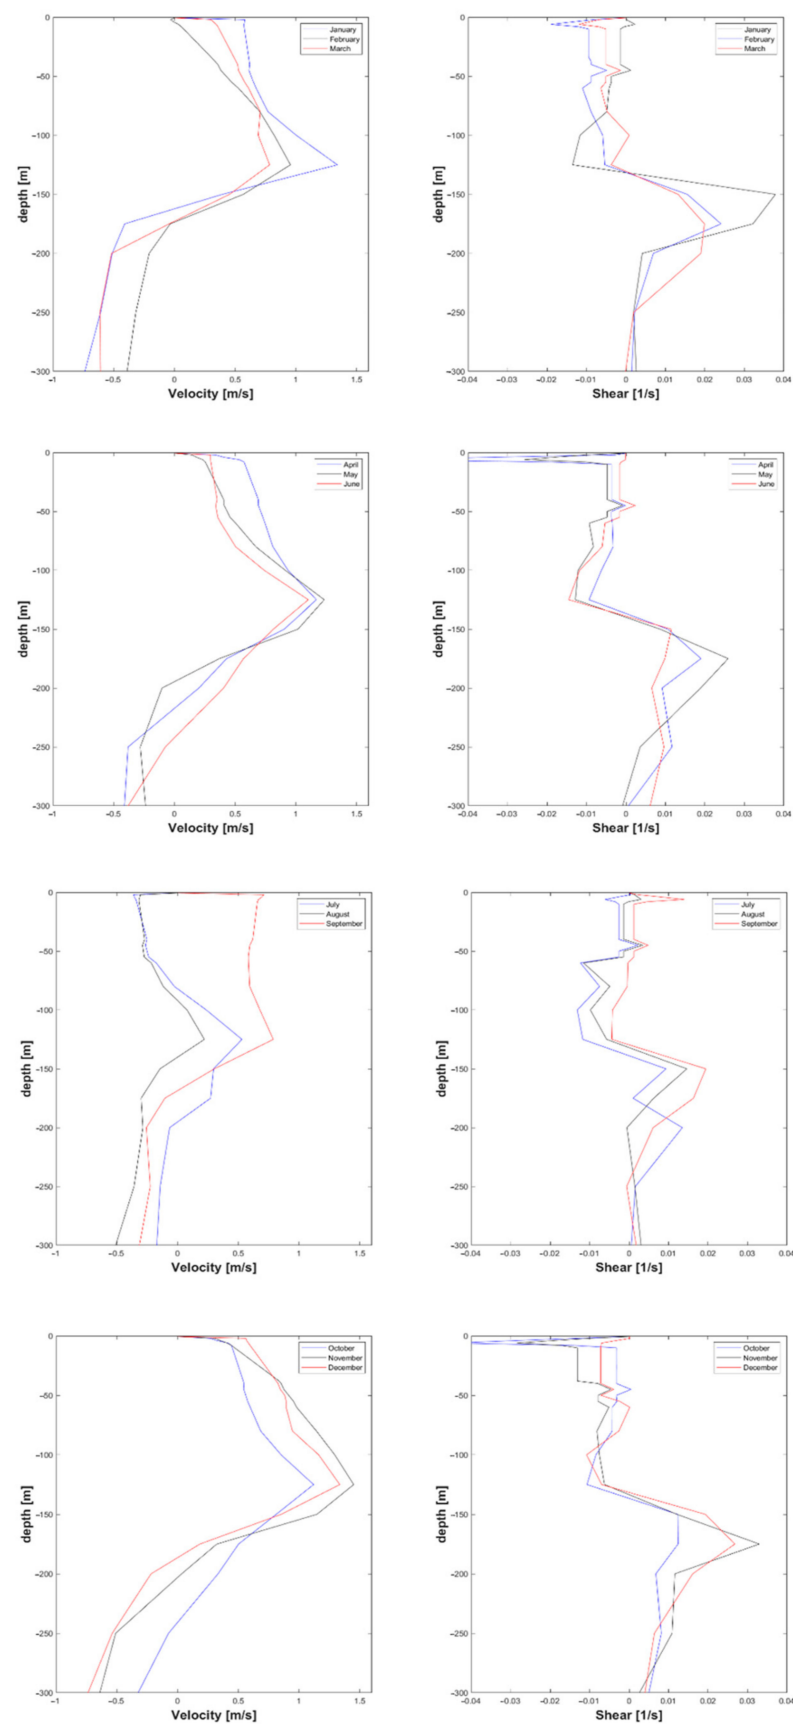 0
−50
−100
−150
−200
−250
−300
depth [m]
−1
−0.5
0
0.5
1
1.5
Velocity [m/s]
January
February
March
0
−50
−100
−150
−200
−250
−300
depth [m]
−0.04
−0.03
−0.02
−0.01
0
0.01
0.02
0.03
0.04
Shear [1/s]
January
February
March
0
−50
−100
−150
−200
−250
−300
depth [m]
−1
−0.5
0
0.5
1
1.5
Velocity [m/s]
April
May
June
0
−50
−100
−150
−200
−250
−300
depth [m]
−0.04
−0.03
−0.02
−0.01
0
0.01
0.02
0.03
0.04
Shear [1/s]
April
May
June
0
−50
−100
−150
−200
−250
−300
depth [m]
−1
−0.5
0
0.5
1
1.5
Velocity [m/s]
July
August
September
0
−50
−100
−150
−200
−250
−300
depth [m]
−0.04
−0.03
−0.02
−0.01
0
0.01
0.02
0.03
0.04
Shear [1/s]
July
August
September
0
−50
−100
−150
−200
−250
−300
depth [m]
−1
−0.5
0
0.5
1
1.5
Velocity [m/s]
October
November
December
0
−50
−100
−150
−200
−250
−300
depth [m]
−0.04
−0.03
−0.02
−0.01
0
0.01
0.02
0.03
0.04
Shear [1/s]
October
November
December